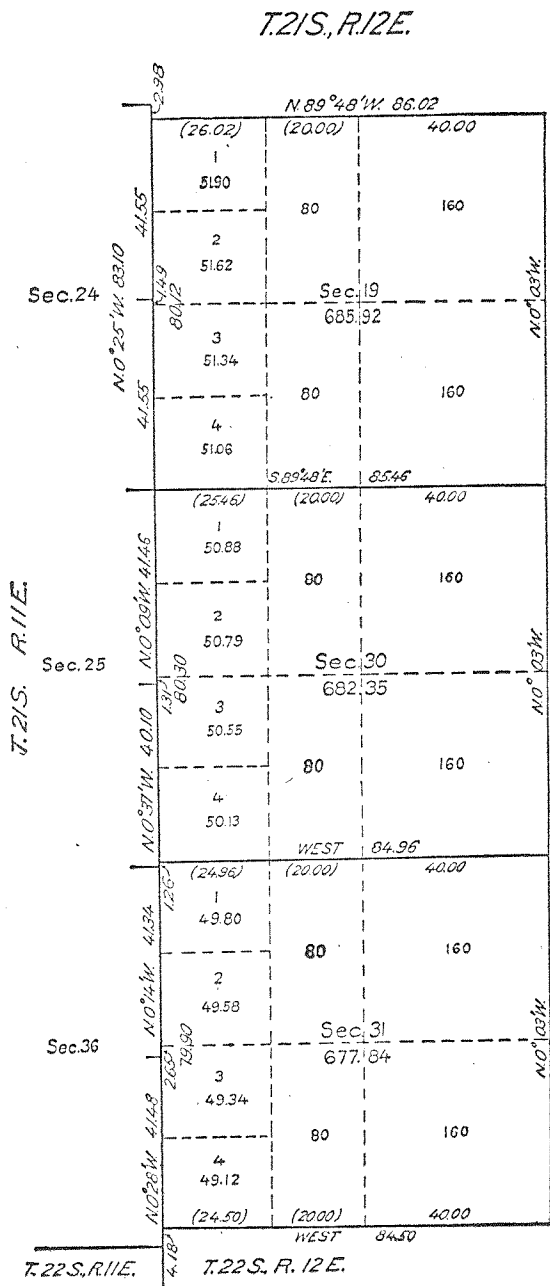 T.21S., R.12E.
2.98
N.89°48'W. 86.02
(26.02) (20.00) 40.00
1
51.90
41.55
80 160
2
51.62
Sec.24
N.0°25'W. 83.10
1.49
80.12
Sec.19
685.92
N.0°03'W.
3
51.34
41.55
80 160
4
51.06
S.89°48'E. 85.46
(25.46) (20.00) 40.00
1
50.88
N.0°09'W. 41.46
80 160
2
50.79
T.21S. R.11E.
Sec.25
1.31
80.30
Sec.30
682.35
N.0°03'W.
3
50.55
N.0°37'W. 40.10
80 160
4
50.13
WEST 84.96
1.26
(24.96) (20.00) 40.00
1
49.80
N.0°14'W. 41.34
80 160
2
49.58
Sec.36
2.65
79.90
Sec.31
677.84
N.0°03'W.
3
49.34
N.0°28'W. 41.48
80 160
4
49.12
(24.50) (20.00) 40.00
WEST 84.50
4.18
T.22S., R.11E. T.22S., R.12E.